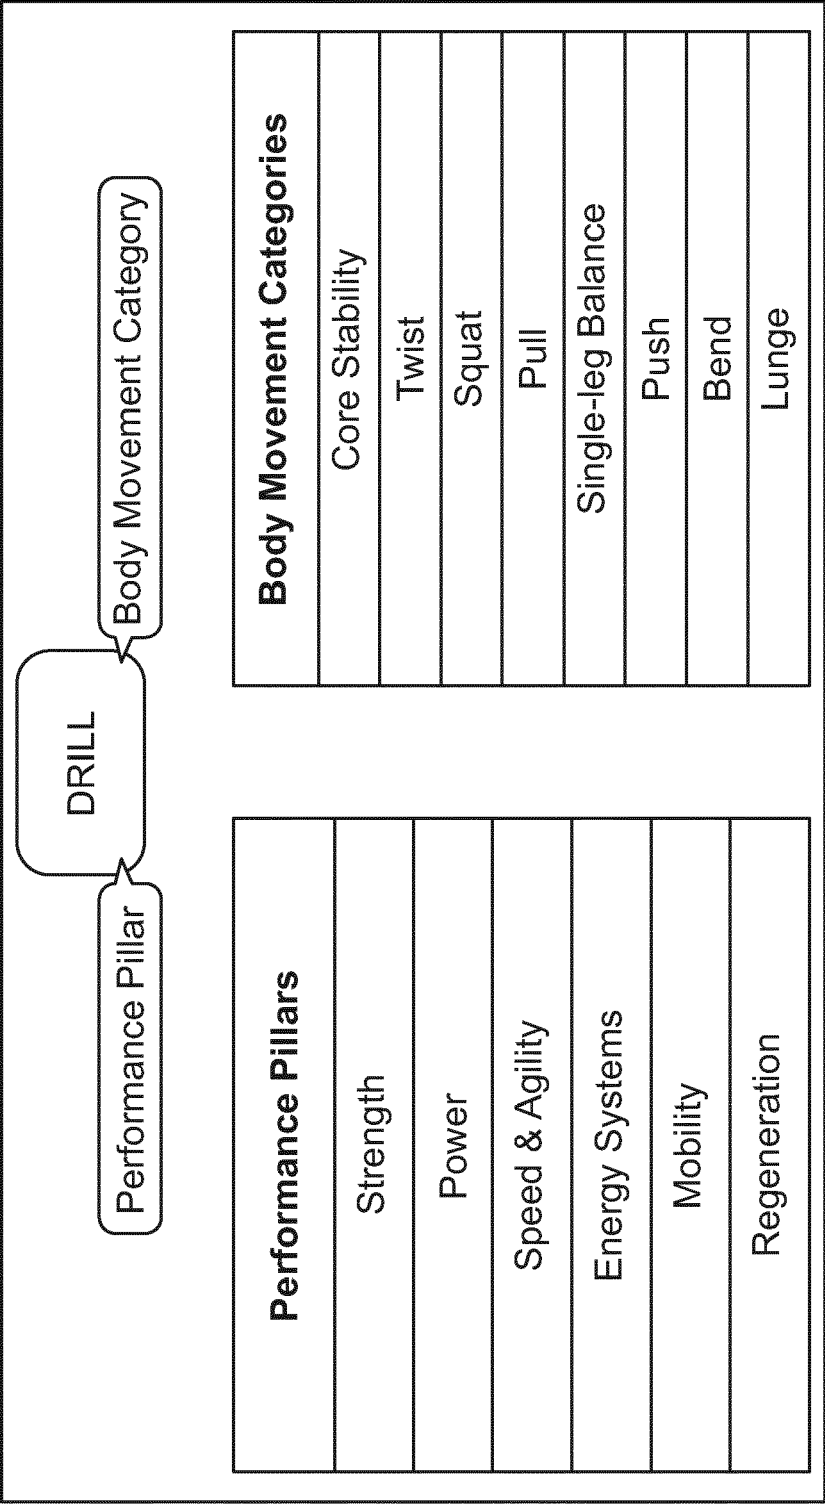 DRILL
Performance Pillar
Body Movement Category
Performance Pillars
Strength
Power
Speed & Agility
Energy Systems
Mobility
Regeneration
Body Movement Categories
Core Stability
Twist
Squat
Pull
Single-leg Balance
Push
Bend
Lunge